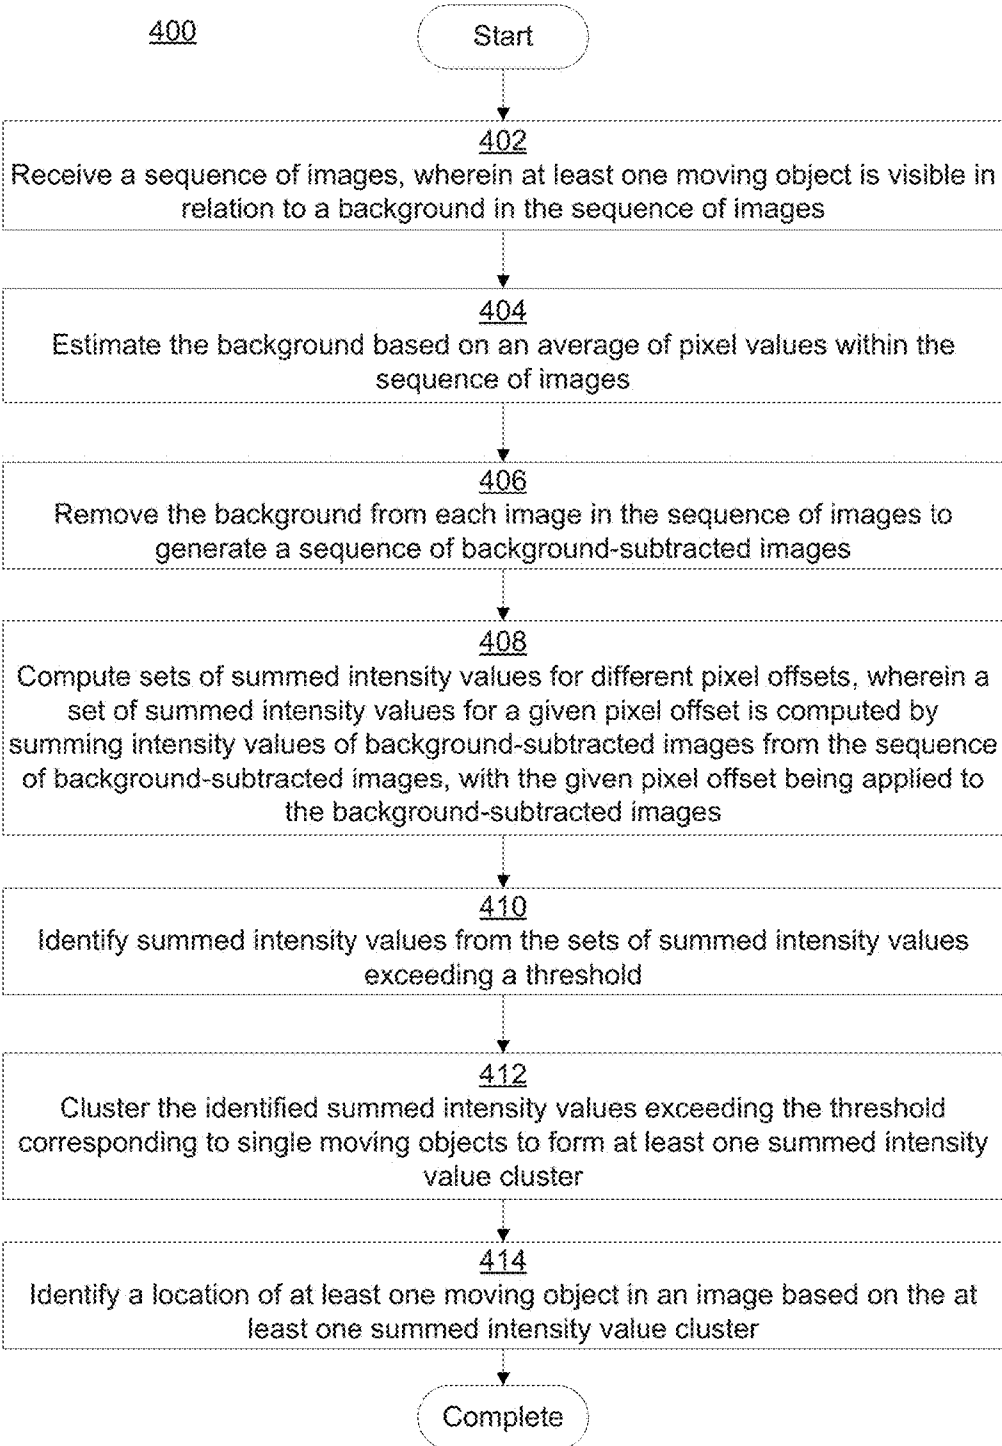 400
Start
402
Receive a sequence of images, wherein at least one moving object is visible in
relation to a background in the sequence of images
404
Estimate the background based on an average of pixel values within the
sequence of images
406
Remove the background from each image in the sequence of images to
generate a sequence of background-subtracted images
408
Compute sets of summed intensity values for different pixel offsets, wherein a
set of summed intensity values for a given pixel offset is computed by
summing intensity values of background-subtracted images from the sequence
of background-subtracted images, with the given pixel offset being applied to
the background-subtracted images
410
Identify summed intensity values from the sets of summed intensity values
exceeding a threshold
412
Cluster the identified summed intensity values exceeding the threshold
corresponding to single moving objects to form at least one summed intensity
value cluster
414
Identify a location of at least one moving object in an image based on the at
least one summed intensity value cluster
Complete